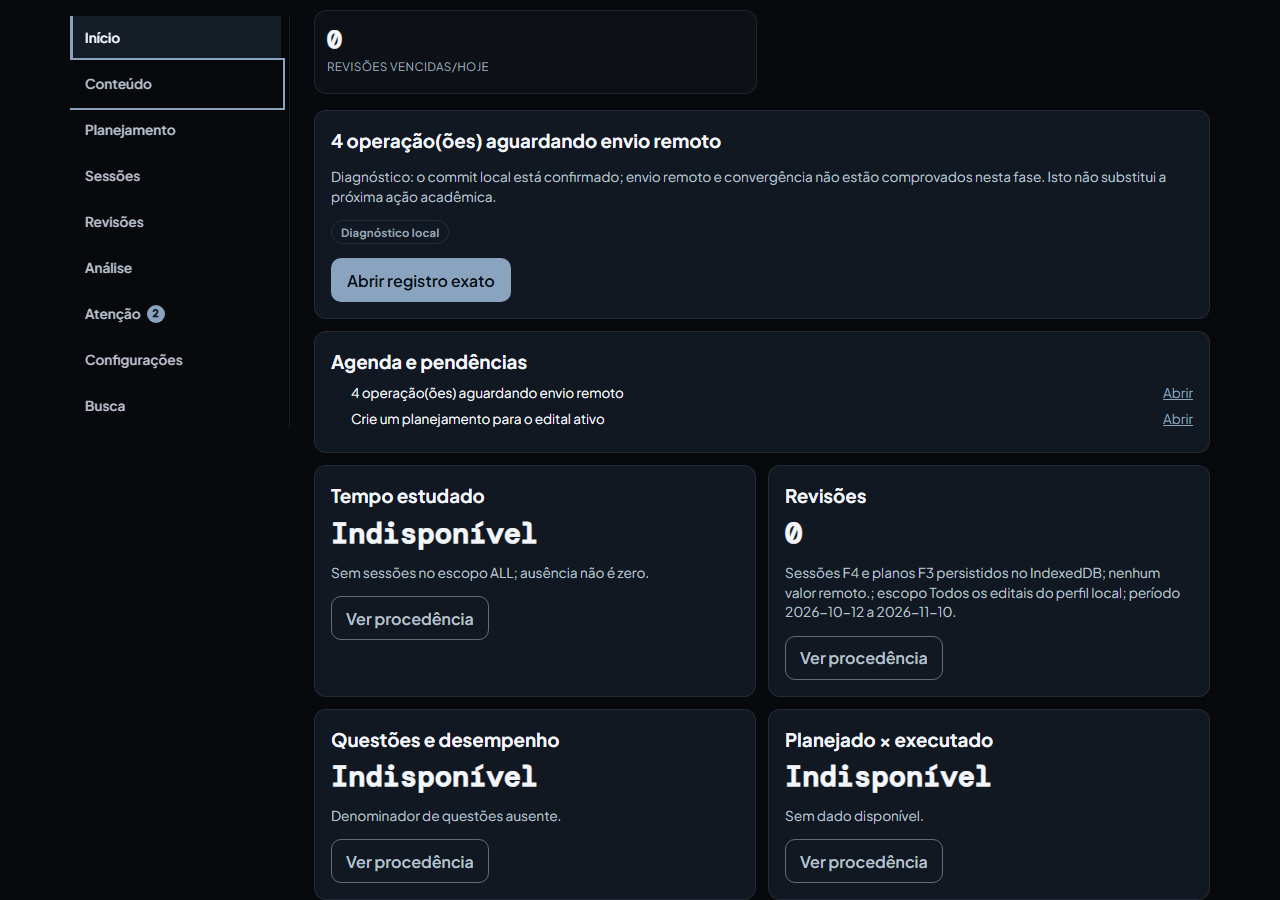 Início
Conteúdo
Planejamento
Sessões
Revisões
Análise
Atenção 2
Configurações
Busca
0
REVISÕES VENCIDAS/HOJE
4 operação(ões) aguardando envio remoto
Diagnóstico: o commit local está confirmado; envio remoto e convergência não estão comprovados nesta fase. Isto não substitui a
próxima ação acadêmica.
Diagnóstico local
Abrir registro exato
Agenda e pendências
4 operação(ões) aguardando envio remoto Abrir
Crie um planejamento para o edital ativo Abrir
Tempo estudado
Indisponível
Sem sessões no escopo ALL; ausência não é zero.
Ver procedência
Revisões
0
Sessões F4 e planos F3 persistidos no IndexedDB; nenhum
valor remoto.; escopo Todos os editais do perfil local; período
2026-10-12 a 2026-11-10.
Ver procedência
Questões e desempenho
Indisponível
Denominador de questões ausente.
Ver procedência
Planejado × executado
Indisponível
Sem dado disponível.
Ver procedência